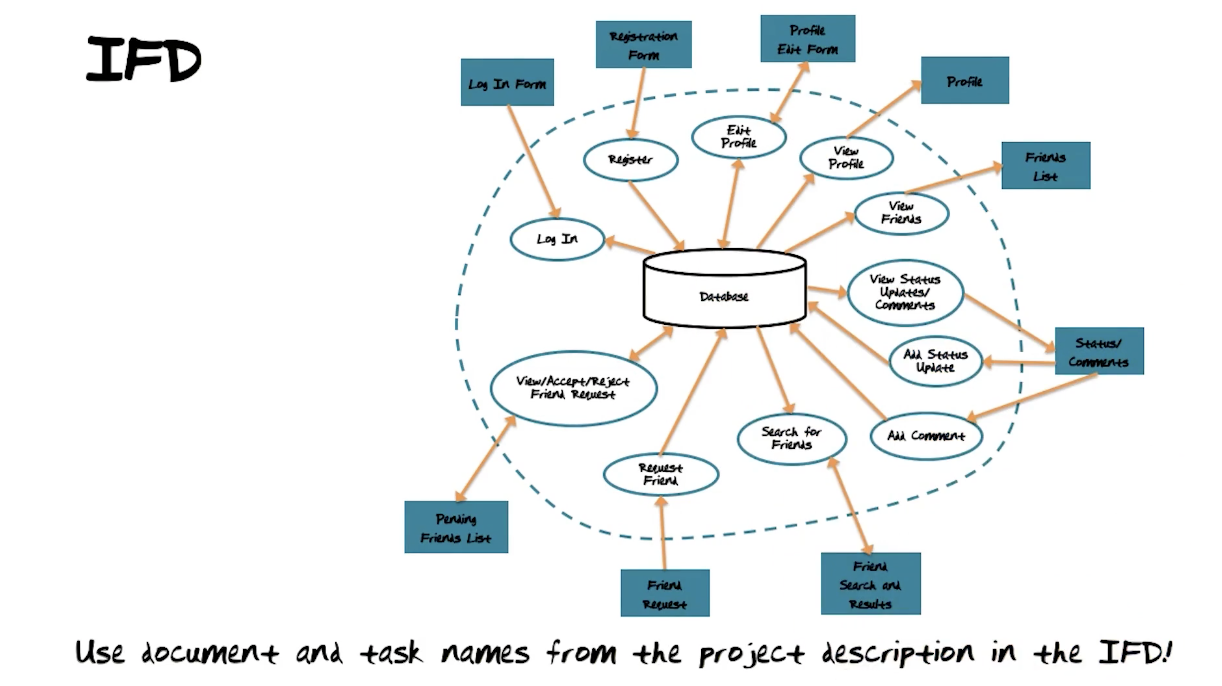 IFD
Registration
Form
Profile
Edit Form
Log In Form
Profile
Edit
Profile
Register
View
Profile
Friends
List
View
Friends
Log In
Database
View Status
Updates/
Comments
Status/
Comments
Add Status
Update
View/Accept/Reject
Friend Request
Search for
Friends
Add Comment
Request
Friend
Pending
Friends List
Friend
Request
Friend
Search and
Results
Use document and task names from the project description in the IFD!